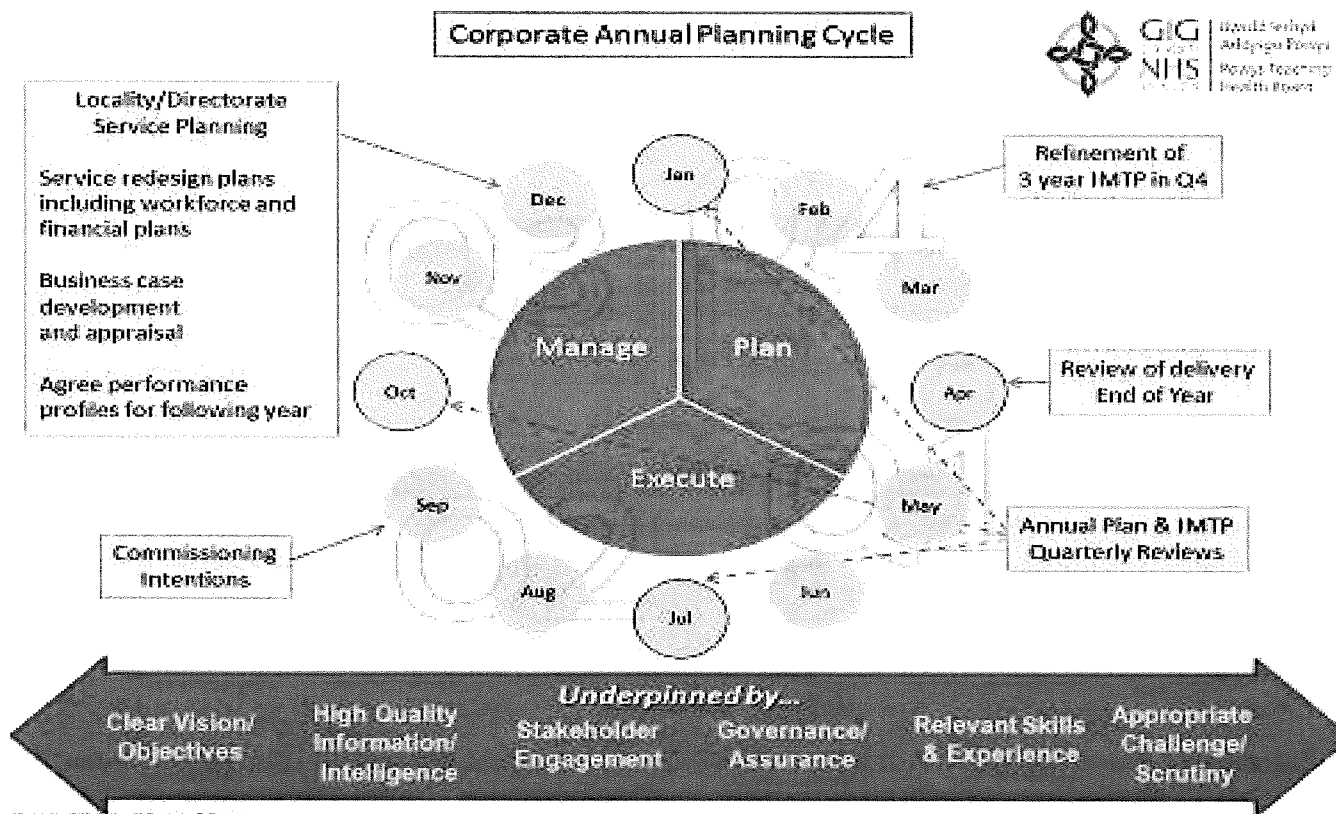 Corporate Annual Planning Cycle
GIG
NHS
Powys Teaching
Health Board
Locality/Directorate
Service Planning
Service redesign plans
including workforce and
financial plans
Business case
development
and appraisal
Agree performance
profiles for following year
Refinement of
3 year IMTP in Q4
Review of delivery
End of Year
Annual Plan & IMTP
Quarterly Reviews
Commissioning
Intentions
Jan
Feb
Mar
Apr
May
Jun
Jul
Aug
Sep
Oct
Nov
Dec
Manage
Plan
Execute
Underpinned by...
Clear Vision/
Objectives
High Quality
Information/
Intelligence
Stakeholder
Engagement
Governance/
Assurance
Relevant Skills
& Experience
Appropriate
Challenge/
Scrutiny